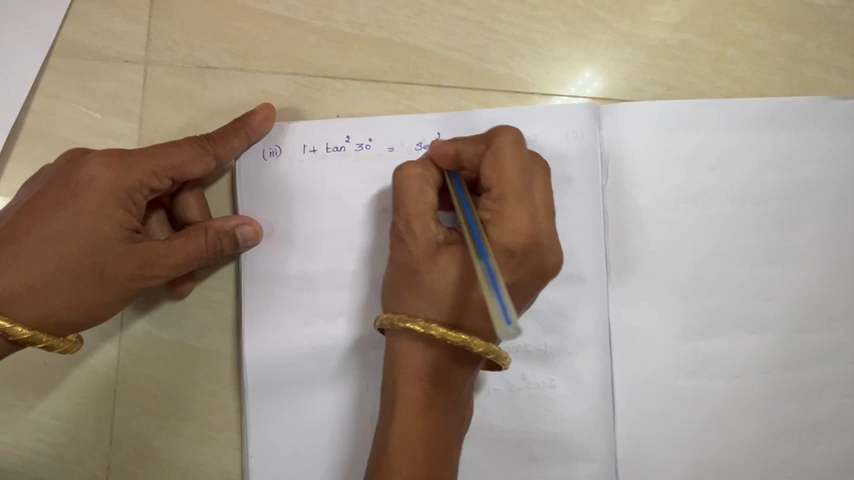 (iii) 1 + tan² 30° = sec²